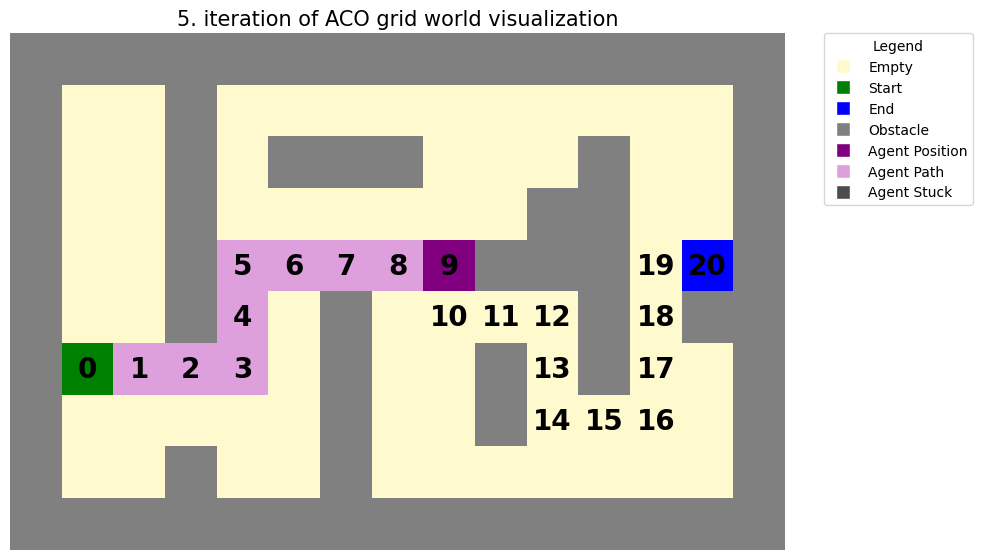 5. iteration of ACO grid world visualization
Legend
Empty
Start
End
Obstacle
Agent Position
Agent Path
Agent Stuck
5 6 7 8 9 19 20
4 10 11 12 18
0 1 2 3 13 17
14 15 16